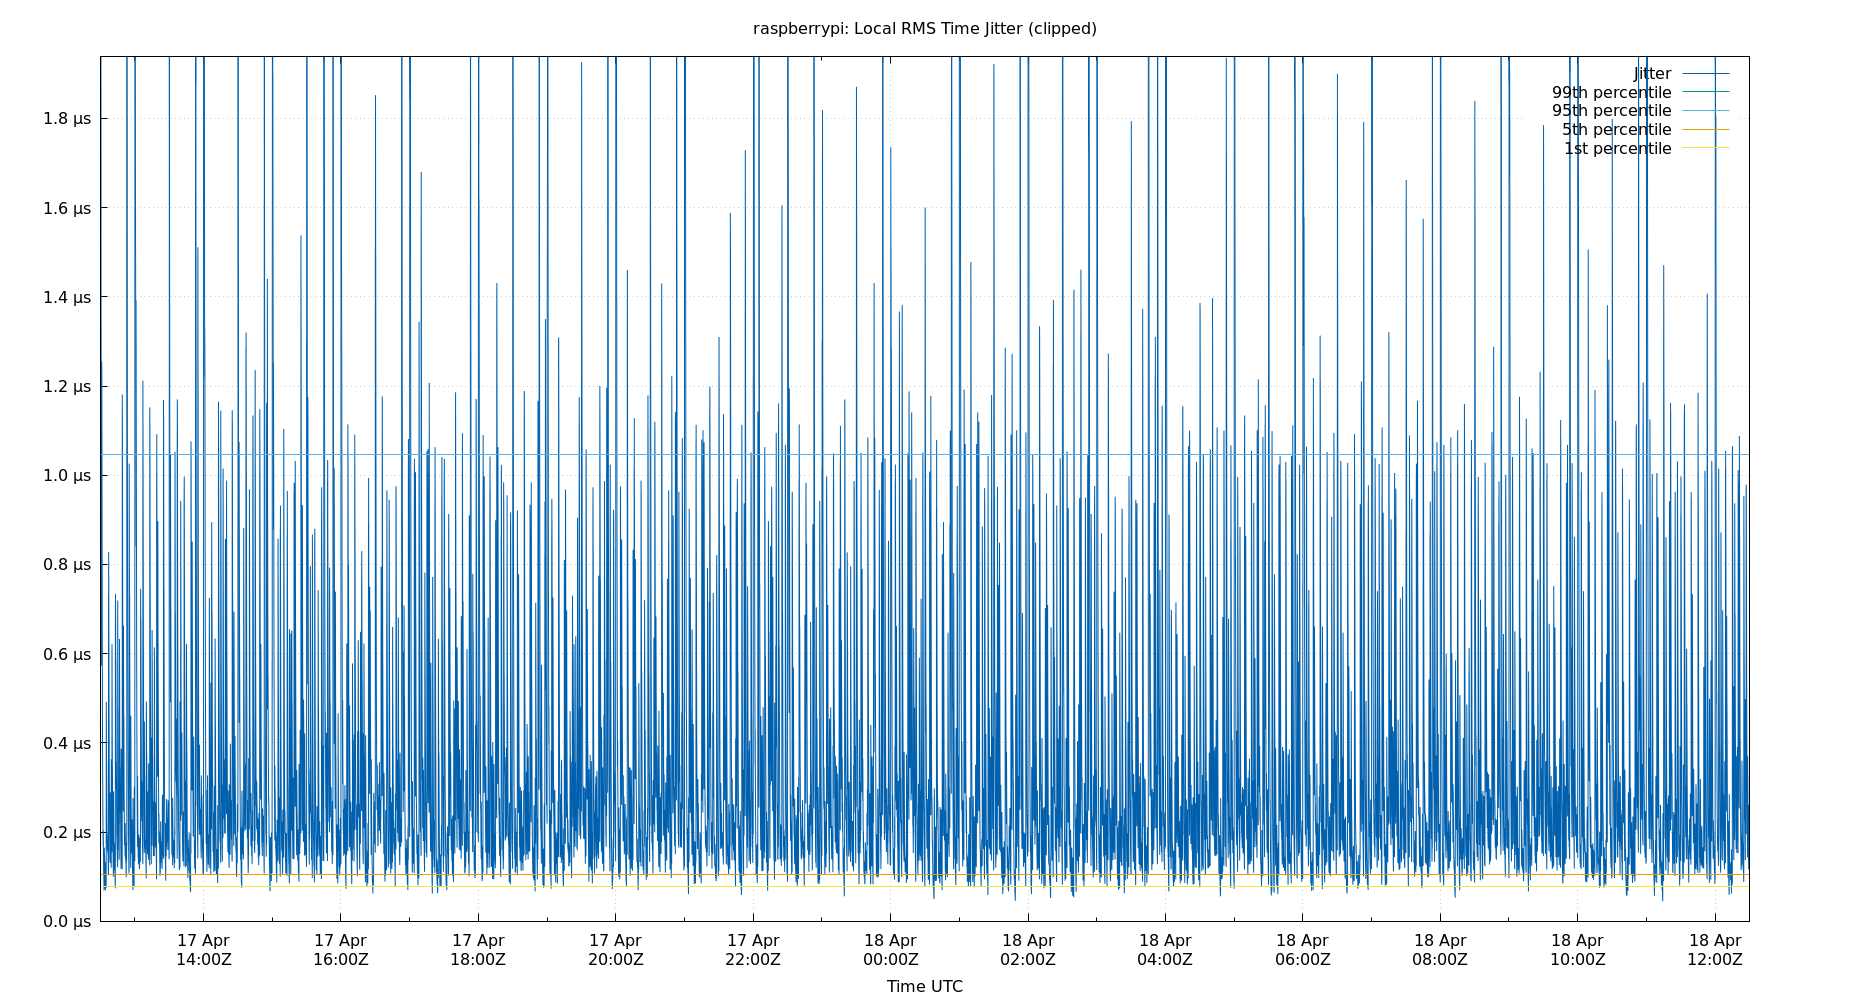 raspberrypi: Local RMS Time Jitter (clipped)
Jitter
99th percentile
95th percentile
5th percentile
1st percentile
1.8 µs
1.6 µs
1.4 µs
1.2 µs
1.0 µs
0.8 µs
0.6 µs
0.4 µs
0.2 µs
0.0 µs
17 Apr 17 Apr 17 Apr 17 Apr 17 Apr 18 Apr 18 Apr 18 Apr 18 Apr 18 Apr 18 Apr 18 Apr
14:00Z 16:00Z 18:00Z 20:00Z 22:00Z 00:00Z 02:00Z 04:00Z 06:00Z 08:00Z 10:00Z 12:00Z
Time UTC